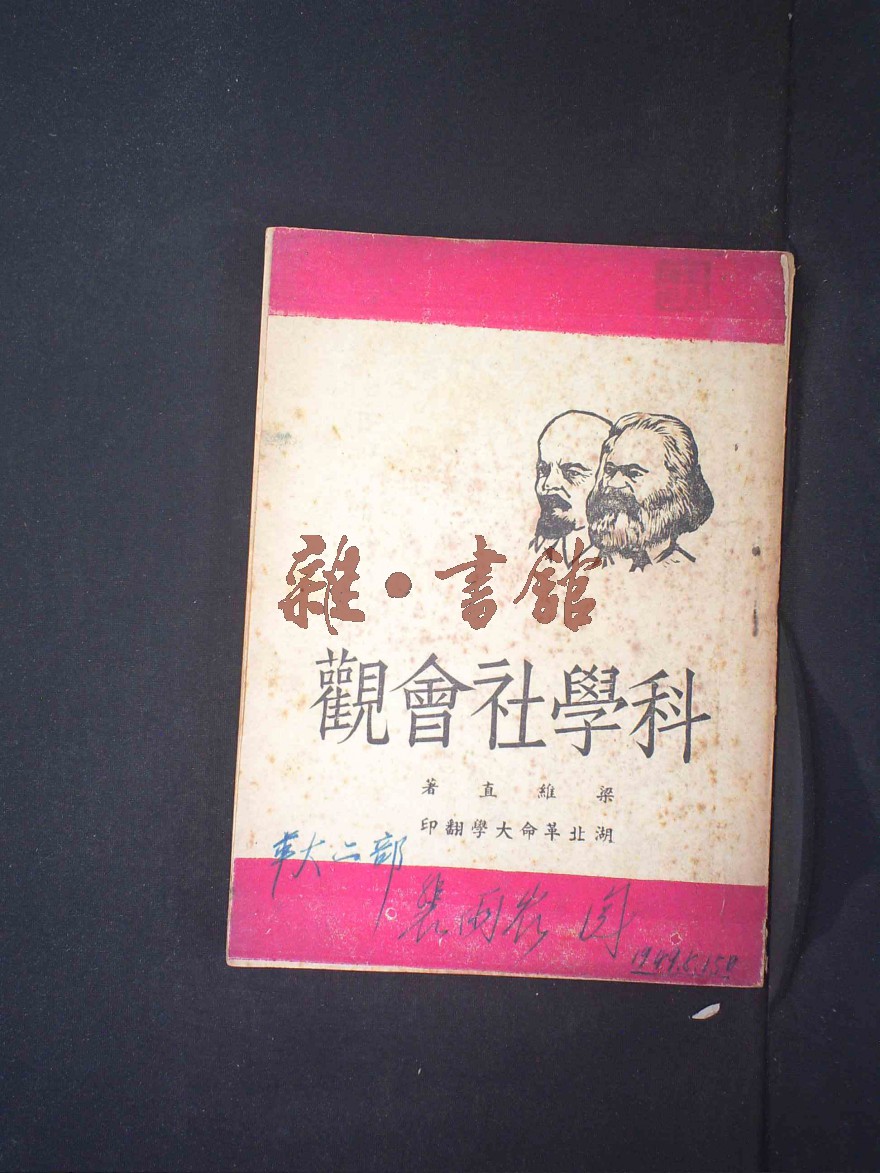 雜·書館
科學社會觀
梁維直著
湖北革命大學翻印
革大二部